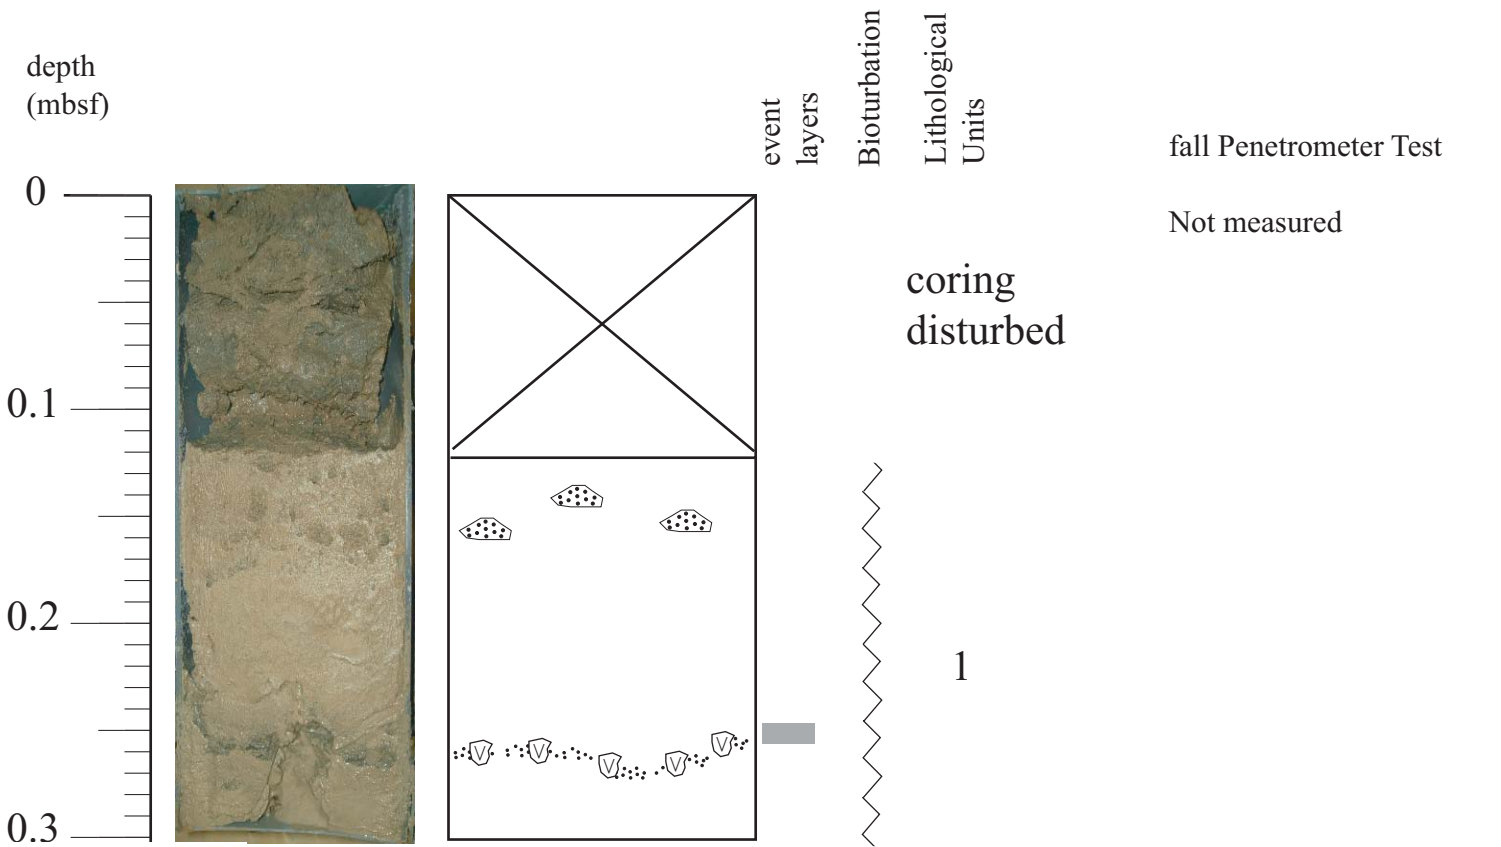 depth
(mbsf)
event
layers
Bioturbation
Lithological
Units
fall Penetrometer Test
Not measured
0
coring
disturbed
0.1
0.2
1
V
V
V
V
V
0.3